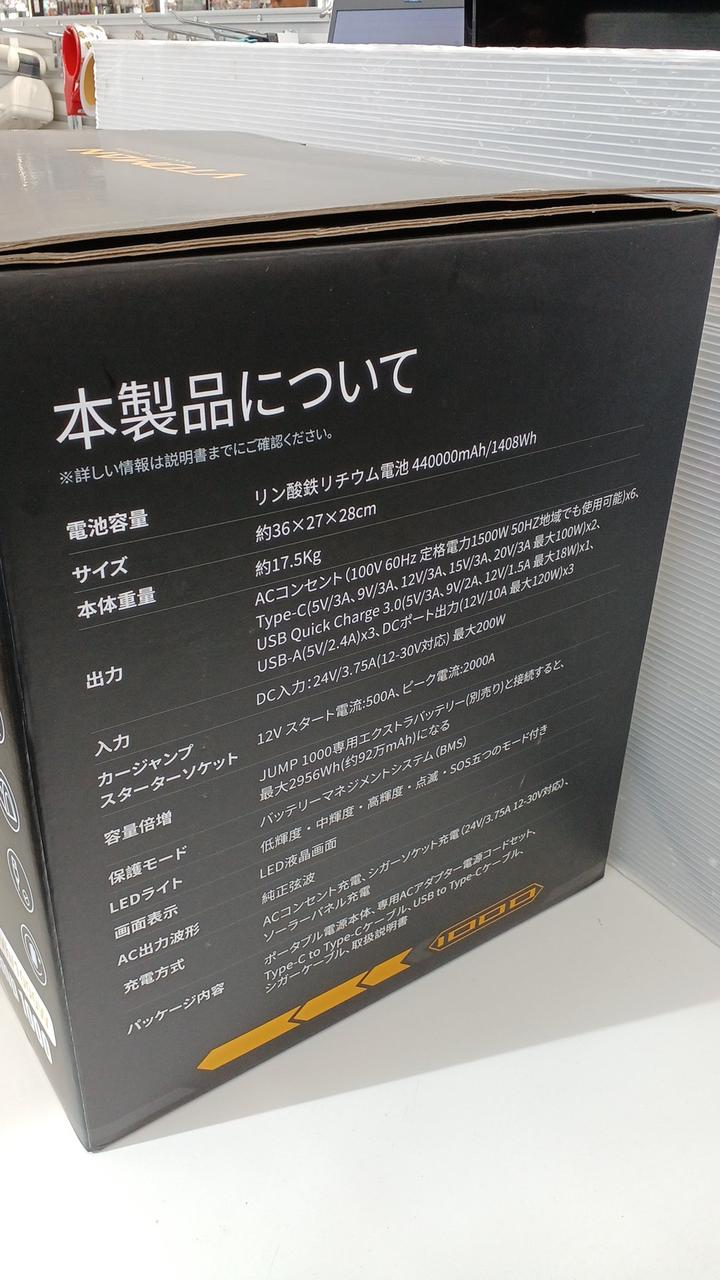 VTOMAN
本製品について
※詳しい情報は説明書までにご確認ください。
電池容量 リン酸鉄リチウム電池 440000mAh/1408Wh
サイズ 約36×27×28cm
本体重量 約17.5Kg
出力 ACコンセント(100V 60Hz 定格電力1500W 50HZ地域でも使用可能)x6、
Type-C(5V/3A、9V/3A、12V/3A、15V/3A、20V/3A 最大100W)x2、
USB Quick Charge 3.0(5V/3A、9V/2A、12V/1.5A 最大18W)x1、
USB-A(5V/2.4A)x3、DCポート出力(12V/10A 最大120W)x3
入力 DC入力:24V/3.75A(12-30V対応) 最大200W
カージャンプ
スターターソケット 12V スタート電流:500A、ピーク電流:2000A
容量倍増 JUMP 1000専用エクストラバッテリー(別売り)と接続すると、
最大2956Wh(約92万mAh)になる
保護モード バッテリーマネジメントシステム(BMS)
LEDライト 低輝度・中輝度・高輝度・点滅・SOS五つのモード付き
画面表示 LED液晶画面
AC出力波形 純正弦波
充電方式 ACコンセント充電、シガーソケット充電(24V/3.75A 12-30V対応)、
ソーラーパネル充電
パッケージ内容 ポータブル電源本体、専用ACアダプター電源コードセット、
Type-C to Type-Cケーブル、USB to Type-Cケーブル、
シガーケーブル、取扱説明書
1000